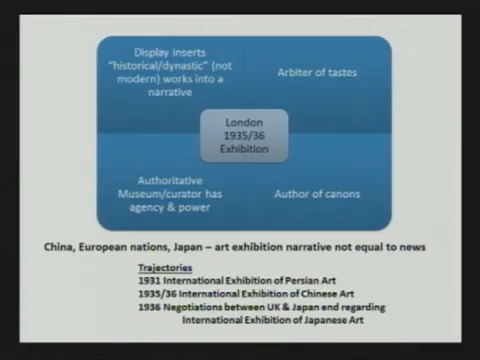 Display inserts
"historical/dynastic" (not
modern) works into a
narrative
Arbiter of tastes
London
1935/36
Exhibition
Authoritative
Museum/curator has
agency & power
Author of canons
China, European nations, Japan – art exhibition narrative not equal to news
Trajectories
1931 International Exhibition of Persian Art
1935/36 International Exhibition of Chinese Art
1936 Negotiations between UK & Japan end regarding
International Exhibition of Japanese Art